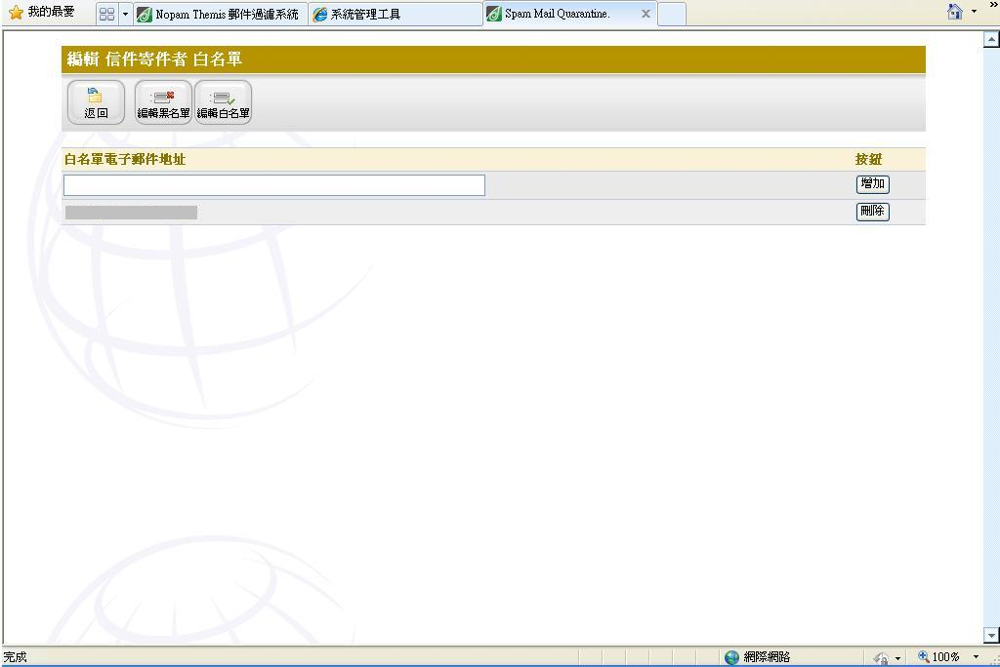 我的最愛
Nopam Themis 郵件過濾系統
系統管理工具
Spam Mail Quarantine.
編輯 信件寄件者 白名單
返回
編輯黑名單
編輯白名單
白名單電子郵件地址 按鈕
增加
刪除
完成
網際網路
100%